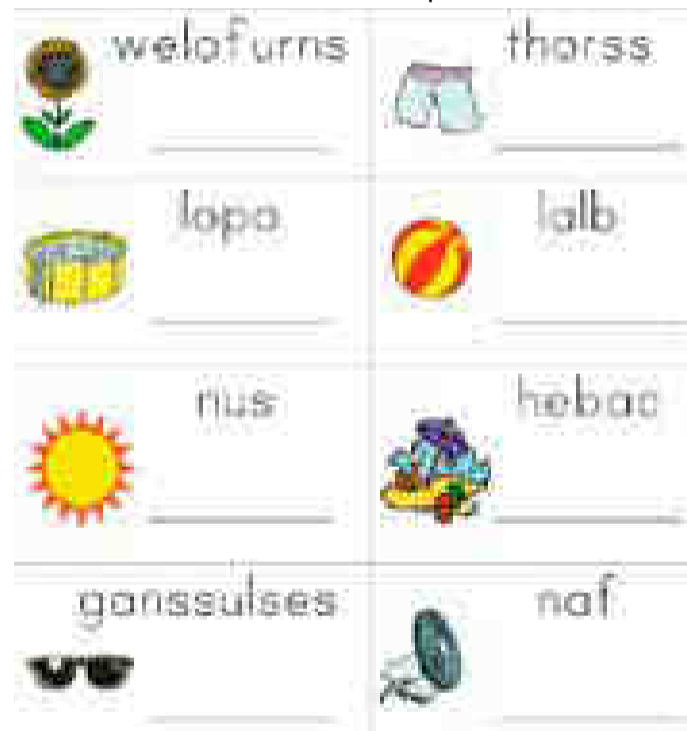 welofurns
thorss
lopo
lalb
nus
hebac
ganssulses
naf